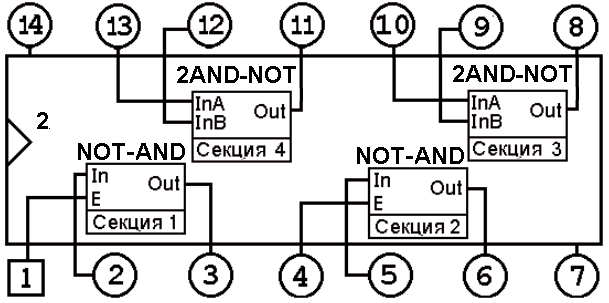 14 13 12 11 10 9 8
2AND-NOT 2AND-NOT
2
InA Out InA Out
InB InB
Секция 4 Секция 3
NOT-AND NOT-AND
In Out In Out
E E
Секция 1 Секция 2
1 2 3 4 5 6 7